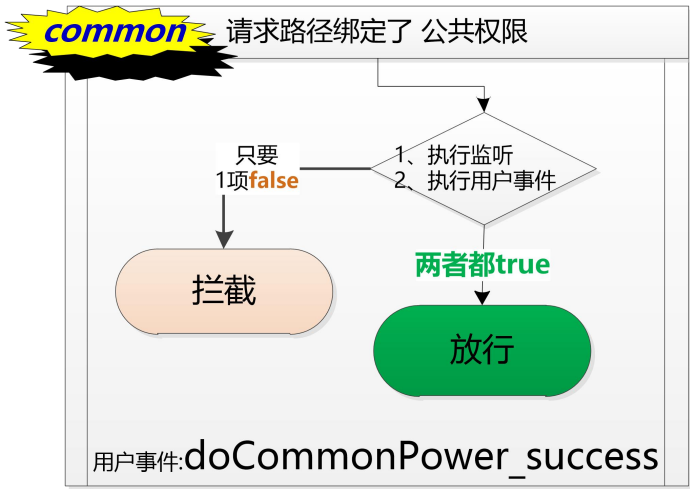 common
请求路径绑定了 公共权限
1、执行监听
2、执行用户事件
只要
1项false
两者都true
拦截
放行
用户事件:doCommonPower_success